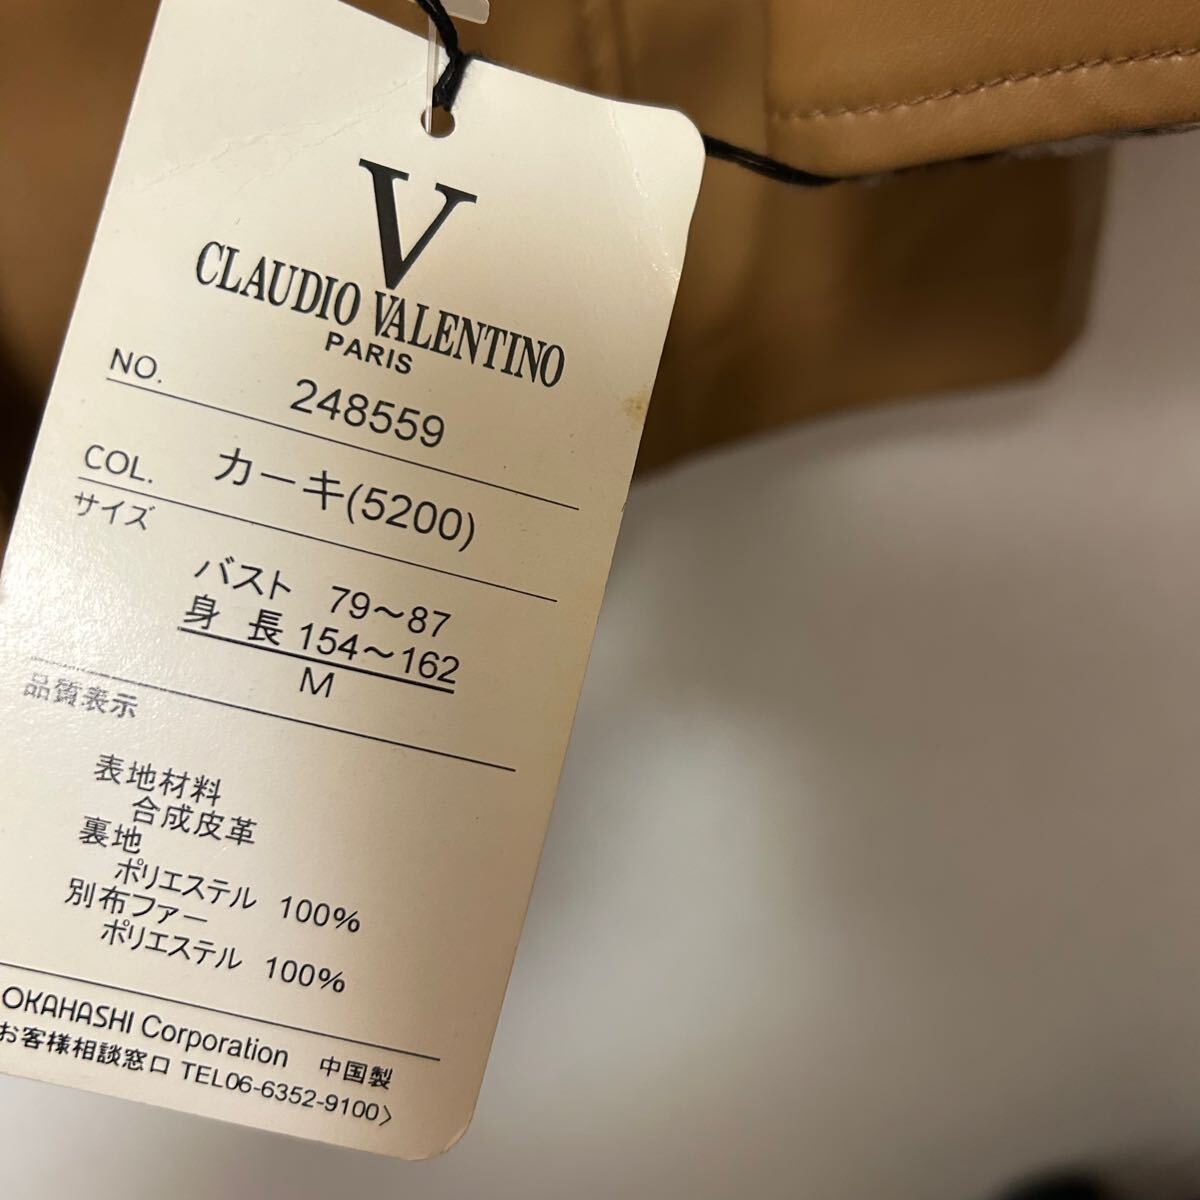 V
CLAUDIO VALENTINO
PARIS
NO. 248559
COL. カーキ(5200)
サイズ
バスト 79～87
身 長 154～162
M
品質表示
表地材料
合成皮革
裏地
ポリエステル 100%
別布ファー
ポリエステル 100%
OKAHASHI Corporation 中国製
お客様相談窓口 TEL06-6352-9100〉